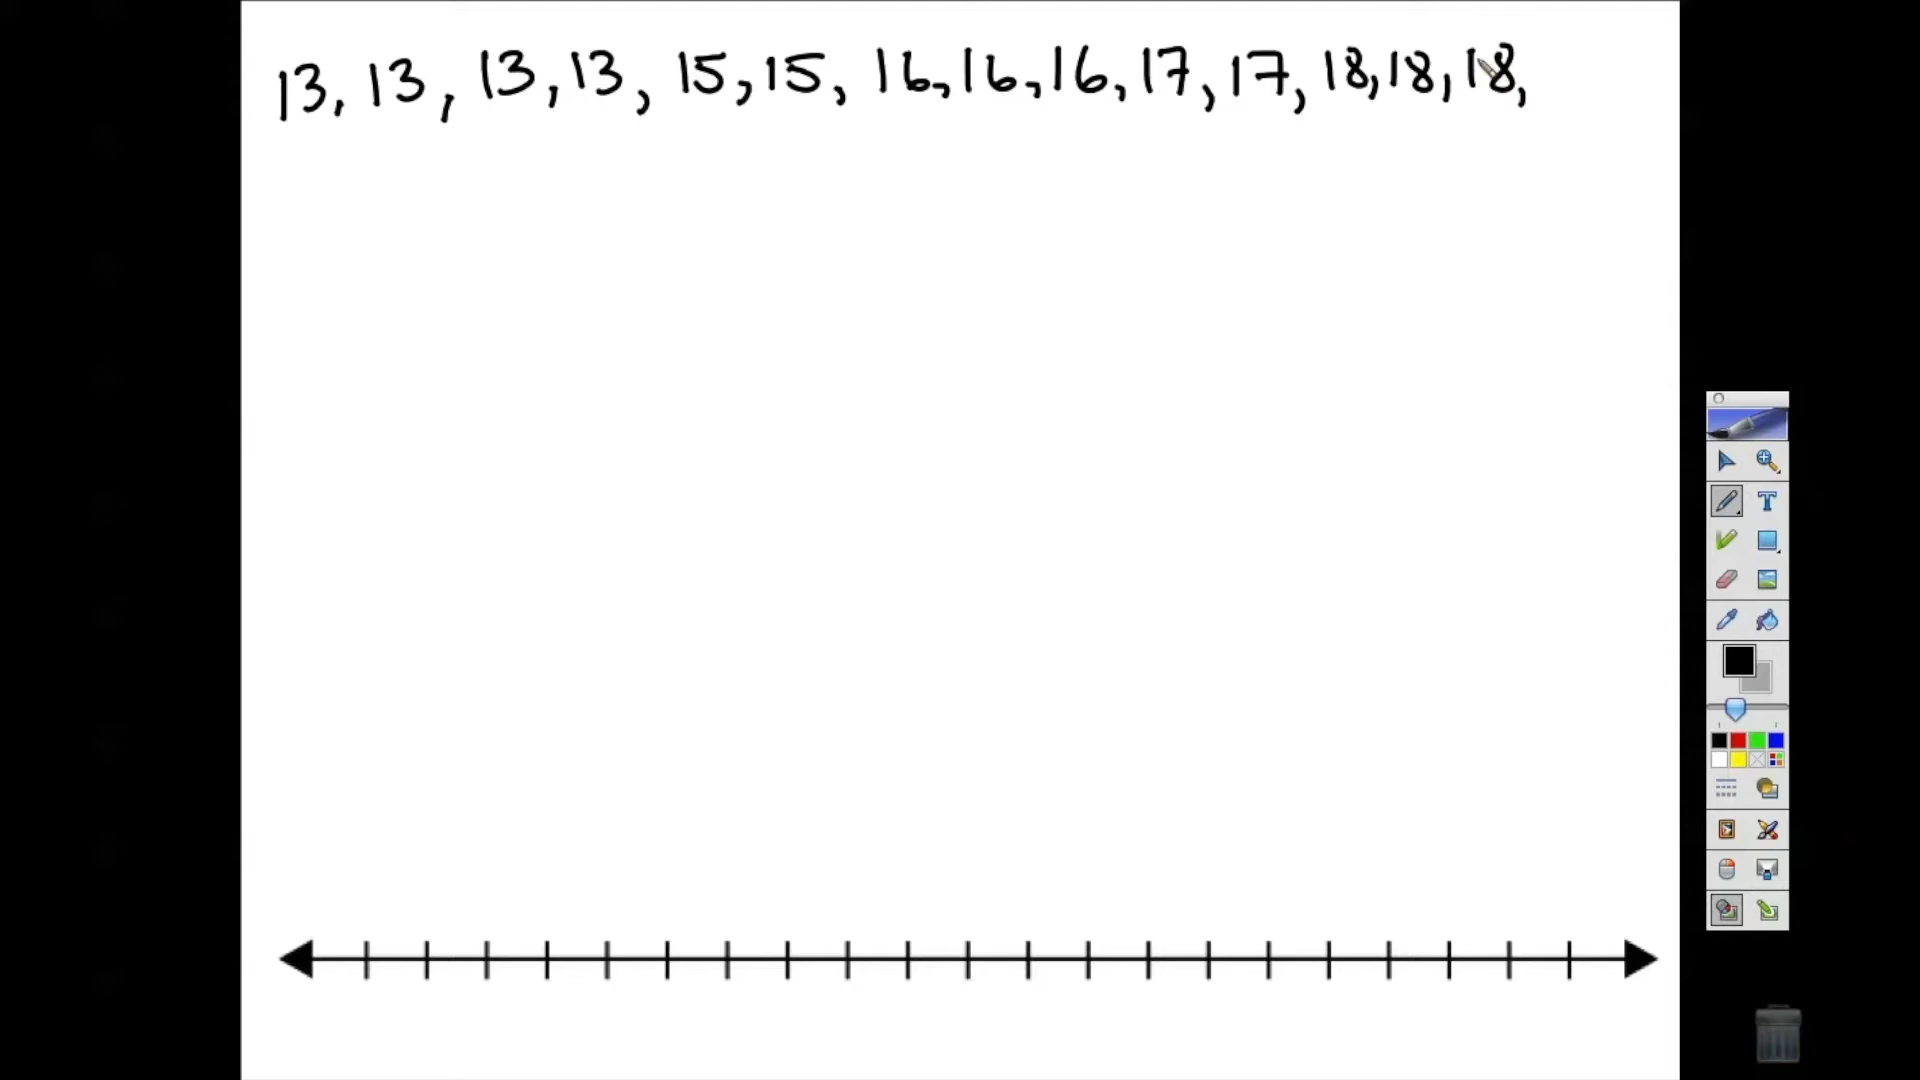 13, 13, 13, 13, 15, 15, 16, 16, 16, 17, 17, 18, 18, 18,